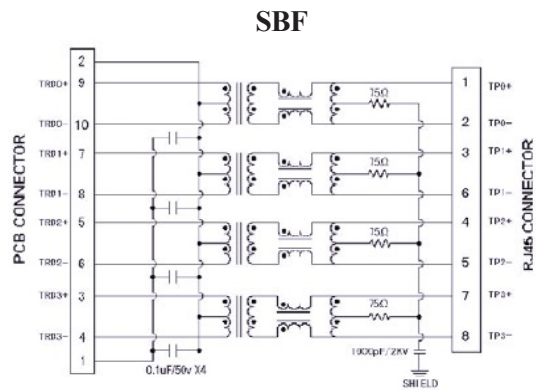 SBF
2
TRD0+ 9 75Ω 1 TP0+
TRD0- 10 2 TP0-
TRD1+ 7 75Ω 3 TP1+
TRD1- 8 6 TP1-
TRD2+ 5 75Ω 4 TP2+
TRD2- 6 5 TP2-
TRD3+ 3 75Ω 7 TP3+
TRD3- 4 8 TP3-
1
0.1uF/50v X4
1000pF/2KV
SHIELD
PCB CONNECTOR
RJ45 CONNECTOR